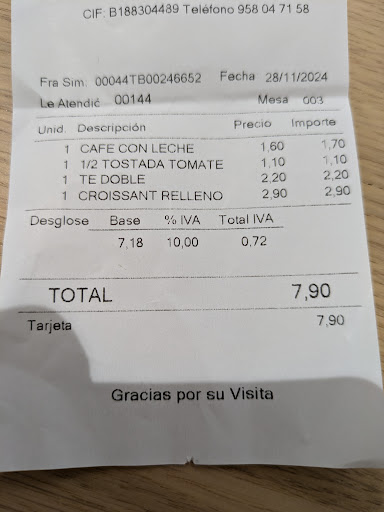 CIF: B188304489 Teléfono 958 04 71 58
Fra Sim: 00044TB00246652 Fecha 28/11/2024
Le Atendió 00144 Mesa 003
Unid. Descripción Precio Importe
1 CAFE CON LECHE 1,60 1,70
1 1/2 TOSTADA TOMATE 1,10 1,10
1 TE DOBLE 2,20 2,20
1 CROISSANT RELLENO 2,90 2,90
Desglose Base % IVA Total IVA
7,18 10,00 0,72
TOTAL 7,90
Tarjeta 7,90
Gracias por su Visita